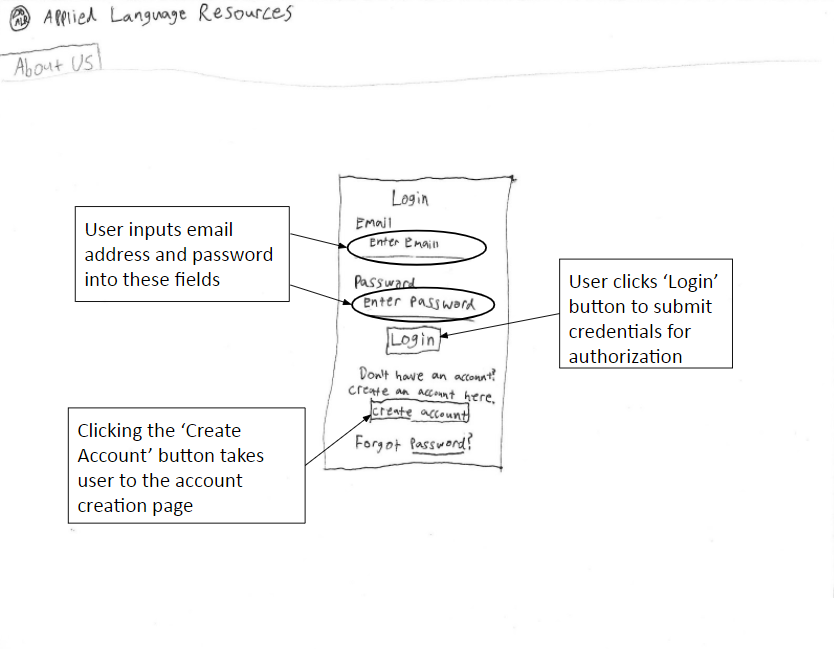 Applied Language Resources
About Us
Login
Email
Enter Email
Password
Enter Password
Login
Don't have an account?
Create an account here.
Create account
Forgot Password?
User inputs email
address and password
into these fields
User clicks ‘Login’
button to submit
credentials for
authorization
Clicking the ‘Create
Account’ button takes
user to the account
creation page